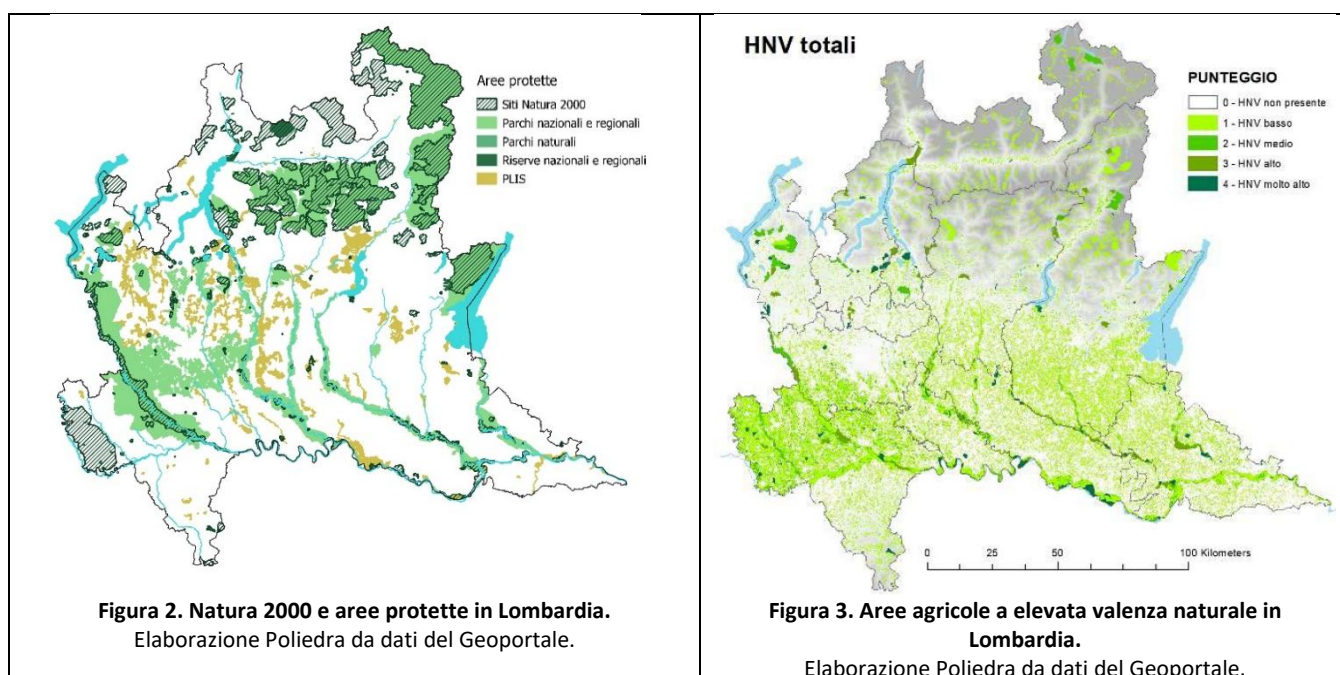 Aree protette
Siti Natura 2000
Parchi nazionali e regionali
Parchi naturali
Riserve nazionali e regionali
PLIS
Figura 2. Natura 2000 e aree protette in Lombardia.
Elaborazione Poliedra da dati del Geoportale.
HNV totali
PUNTEGGIO
0 - HNV non presente
1 - HNV basso
2 - HNV medio
3 - HNV alto
4 - HNV molto alto
0 25 50 100 Kilometers
Figura 3. Aree agricole a elevata valenza naturale in
Lombardia.
Elaborazione Poliedra da dati del Geoportale.